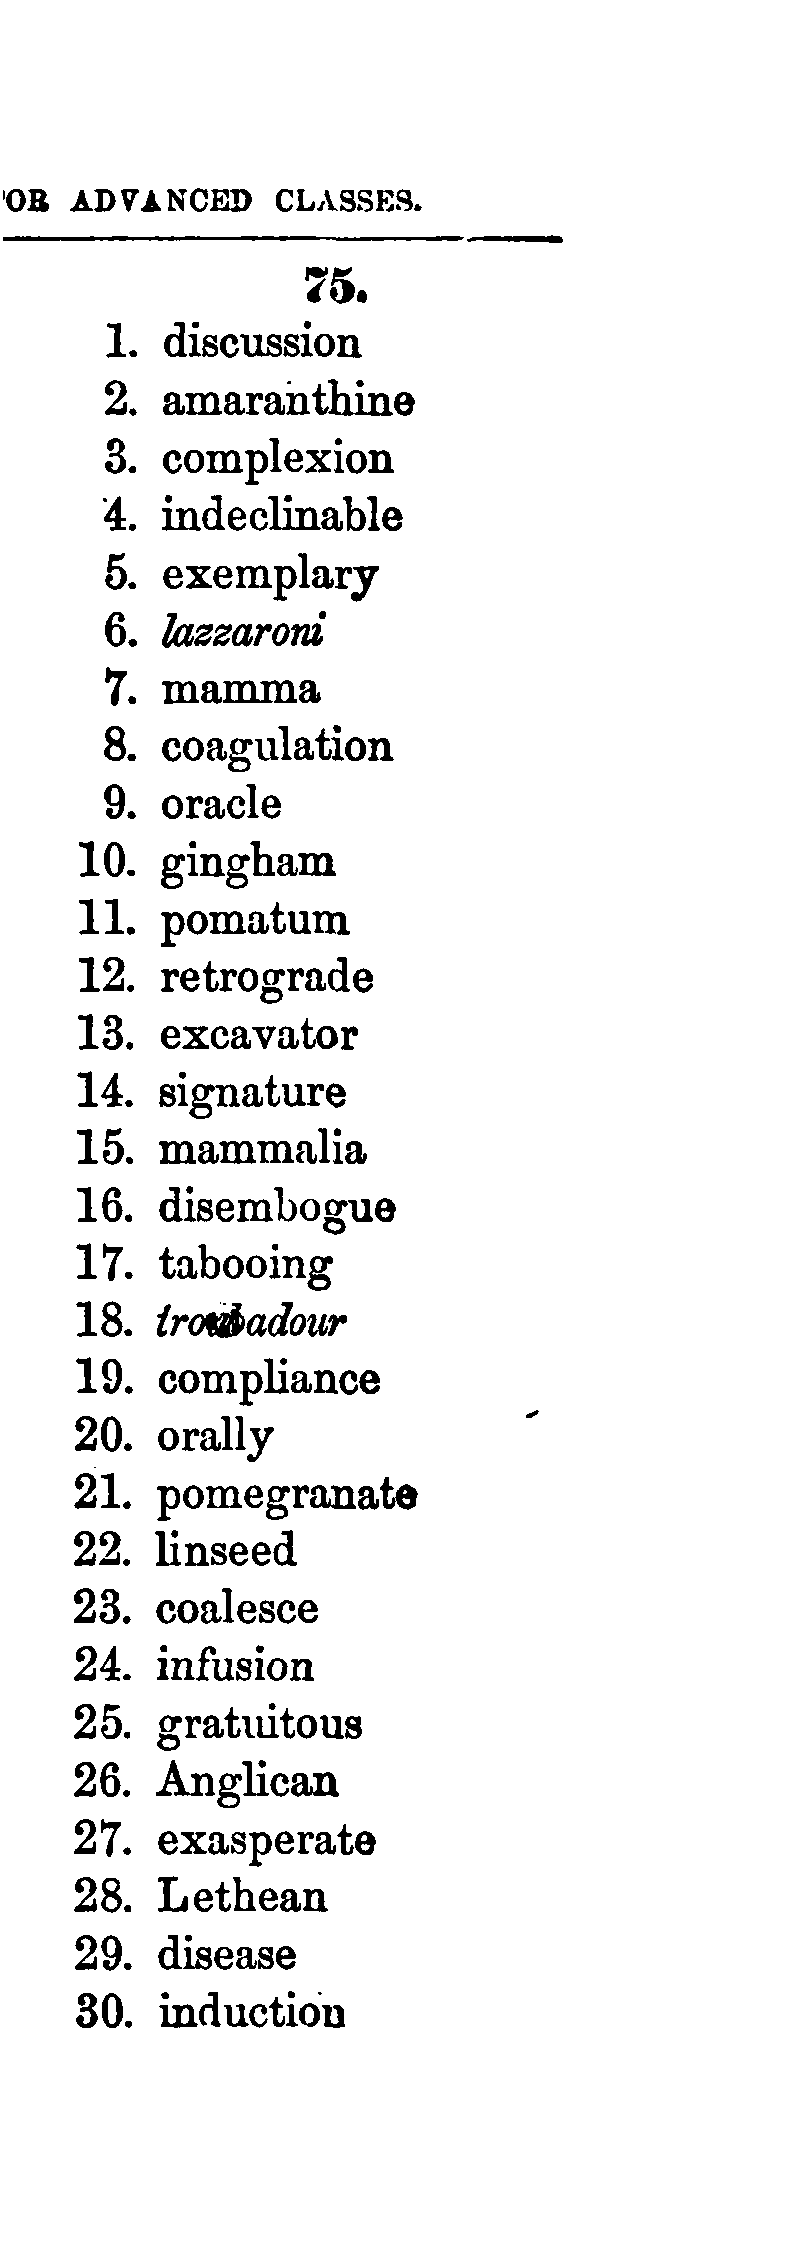 'OR ADVANCED CLASSES.
75.
1. discussion
2. amaranthine
3. complexion
4. indeclinable
5. exemplary
6. lazzaroni
7. mamma
8. coagulation
9. oracle
10. gingham
11. pomatum
12. retrograde
13. excavator
14. signature
15. mammalia
16. disembogue
17. tabooing
18. troubadour
19. compliance
20. orally
21. pomegranate
22. linseed
23. coalesce
24. infusion
25. gratuitous
26. Anglican
27. exasperate
28. Lethean
29. disease
30. induction